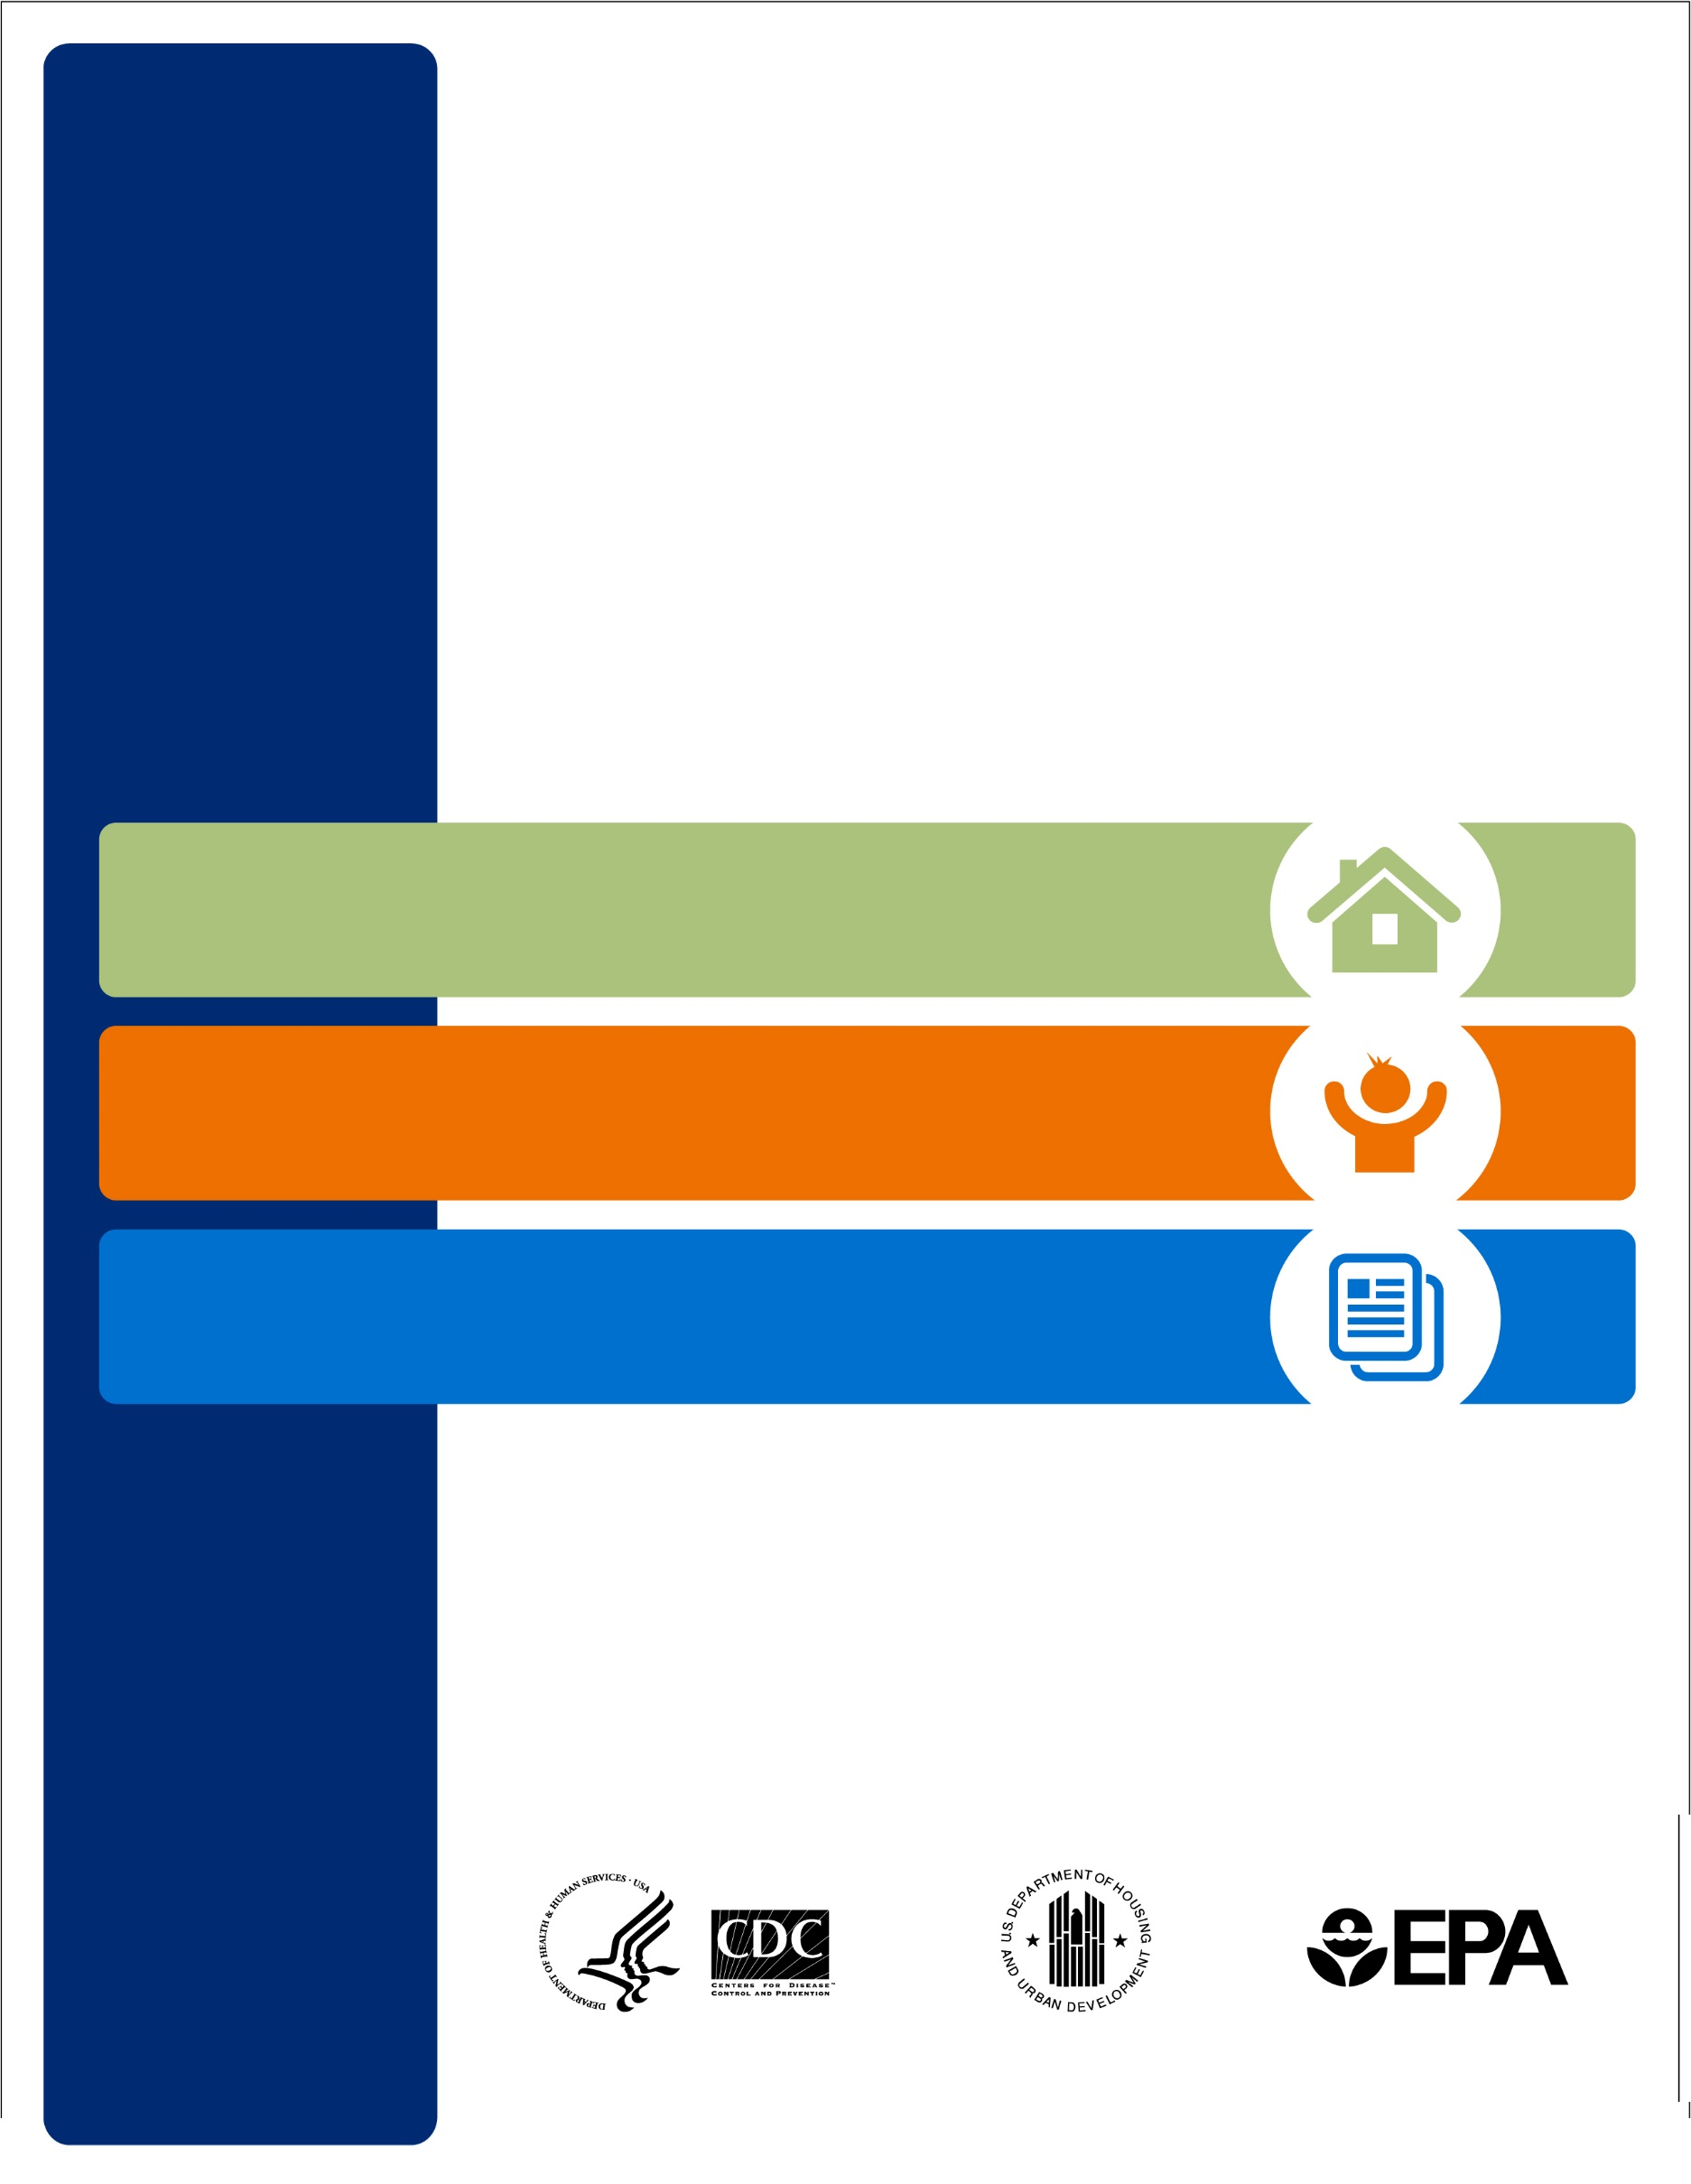 DEPARTMENT OF HEALTH & HUMAN SERVICES · USA
CDC
CENTERS FOR DISEASE™
CONTROL AND PREVENTION
U.S. DEPARTMENT OF HOUSING
AND URBAN DEVELOPMENT
EPA